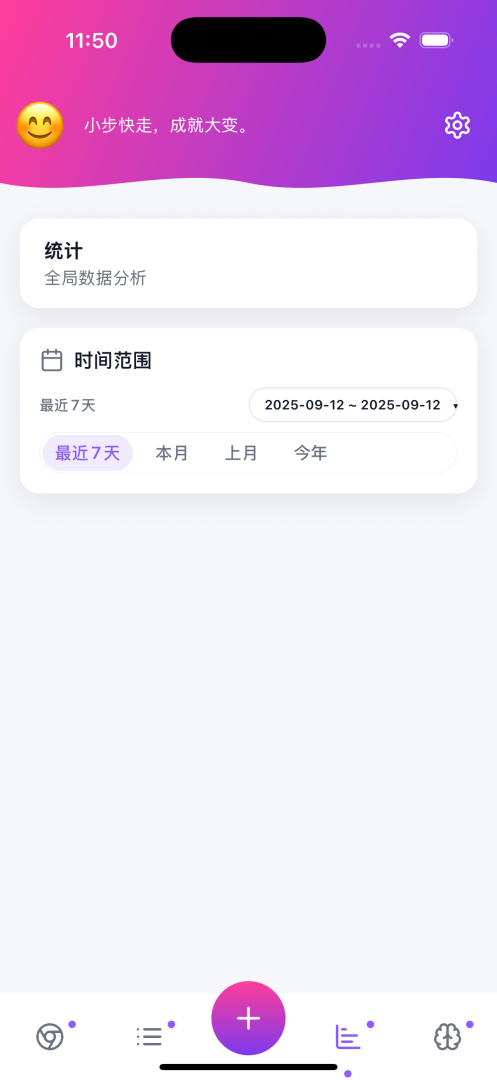 11:50
小步快走，成就大变。
统计
全局数据分析
时间范围
最近7天
2025-09-12 ~ 2025-09-12
最近7天 本月 上月 今年